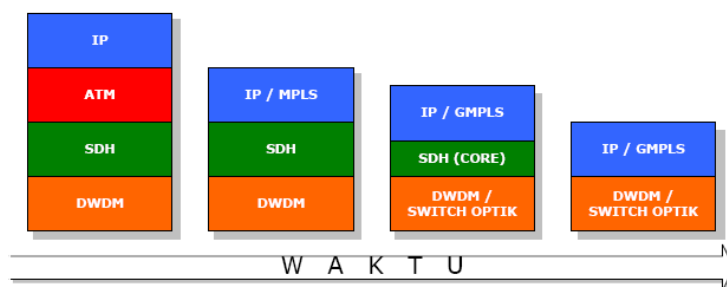 IP
ATM
SDH
DWDM
IP / MPLS
SDH
DWDM
IP / GMPLS
SDH (CORE)
DWDM /
SWITCH OPTIK
IP / GMPLS
DWDM /
SWITCH OPTIK
W A K T U